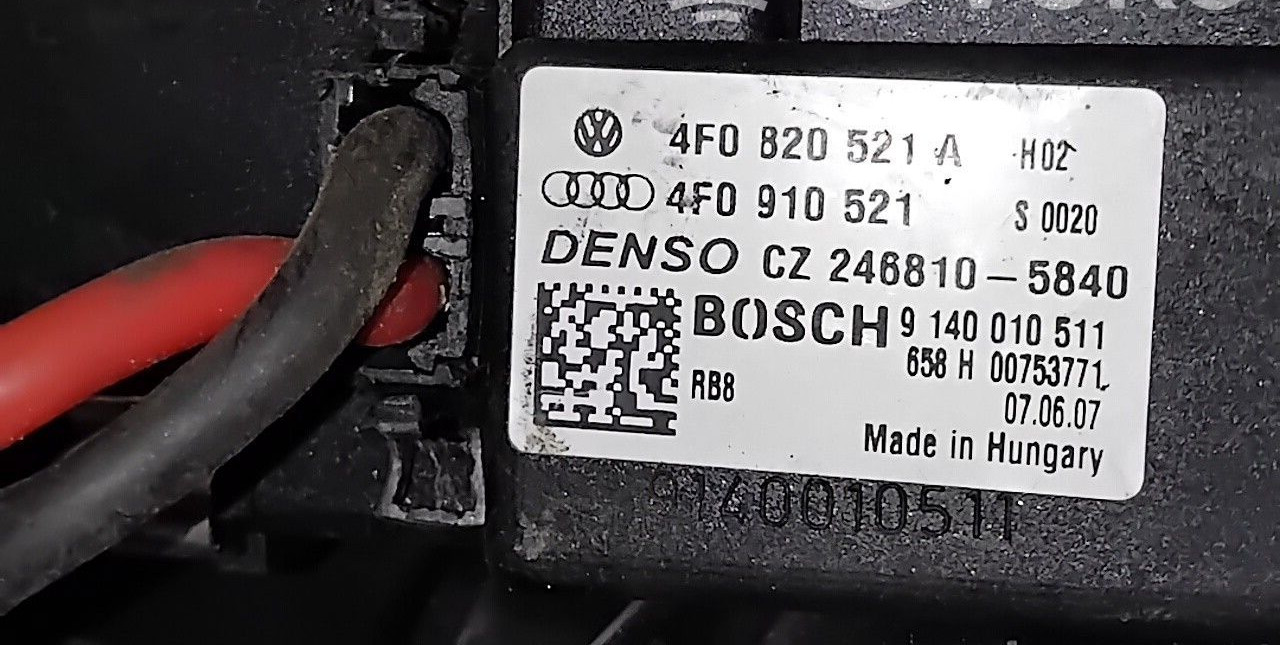 4F0 820 521 A H02
4F0 910 521 S 0020
DENSO CZ 246810-5840
BOSCH 9 140 010 511
658 H 00753771
RB8
07.06.07
Made in Hungary
9140010511